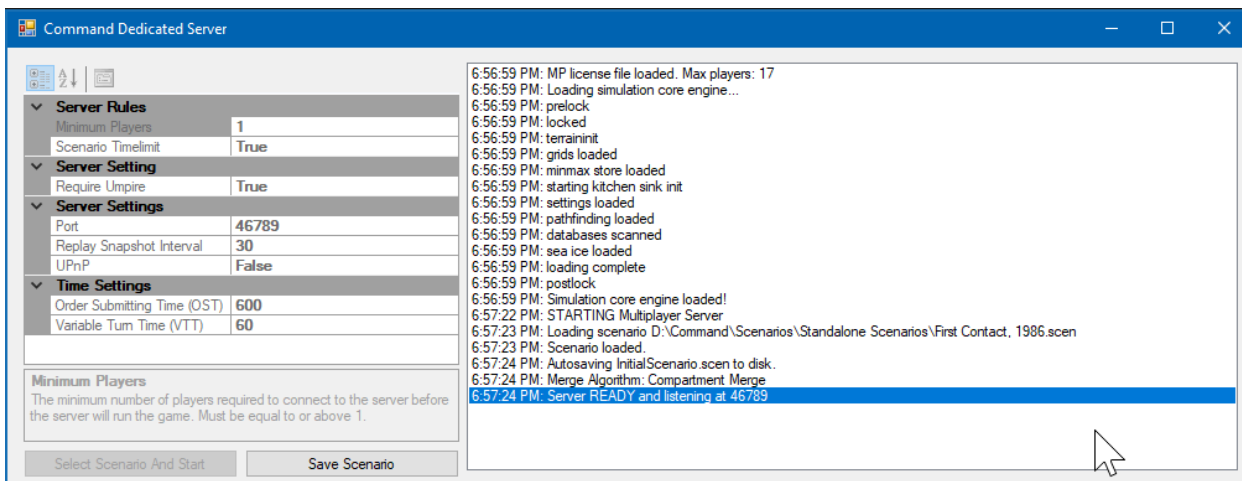 Command Dedicated Server
Server Rules
Minimum Players 1
Scenario Timelimit True
Server Setting
Require Umpire True
Server Settings
Port 46789
Replay Snapshot Interval 30
UPnP False
Time Settings
Order Submitting Time (OST) 600
Variable Turn Time (VTT) 60
Minimum Players
The minimum number of players required to connect to the server before
the server will run the game. Must be equal to or above 1.
Select Scenario And Start
Save Scenario
6:56:59 PM: MP license file loaded. Max players: 17
6:56:59 PM: Loading simulation core engine...
6:56:59 PM: prelock
6:56:59 PM: locked
6:56:59 PM: terraininit
6:56:59 PM: grids loaded
6:56:59 PM: minmax store loaded
6:56:59 PM: starting kitchen sink init
6:56:59 PM: settings loaded
6:56:59 PM: pathfinding loaded
6:56:59 PM: databases scanned
6:56:59 PM: sea ice loaded
6:56:59 PM: loading complete
6:56:59 PM: postlock
6:56:59 PM: Simulation core engine loaded!
6:57:22 PM: STARTING Multiplayer Server
6:57:23 PM: Loading scenario D:\Command\Scenarios\Standalone Scenarios\First Contact, 1986.scen
6:57:23 PM: Scenario loaded.
6:57:24 PM: Autosaving InitialScenario.scen to disk.
6:57:24 PM: Merge Algorithm: Compartment Merge
6:57:24 PM: Server READY and listening at 46789